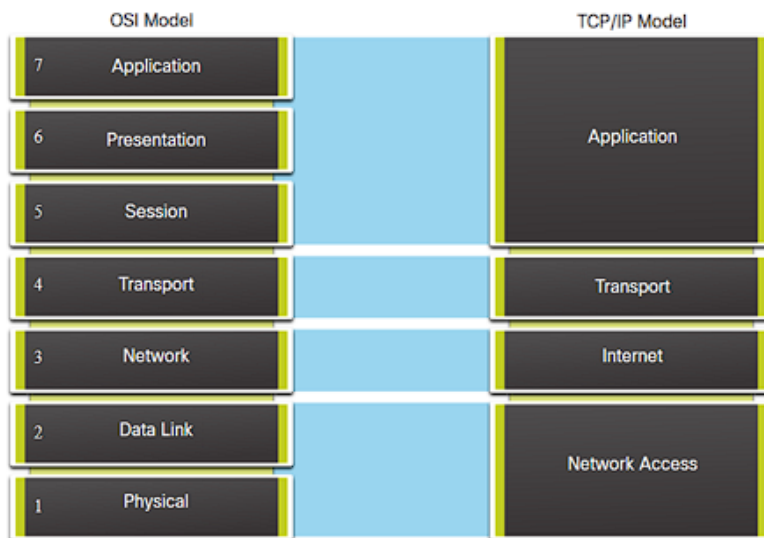 OSI Model
TCP/IP Model
7 Application
6 Presentation
Application
5 Session
4 Transport
Transport
3 Network
Internet
2 Data Link
Network Access
1 Physical